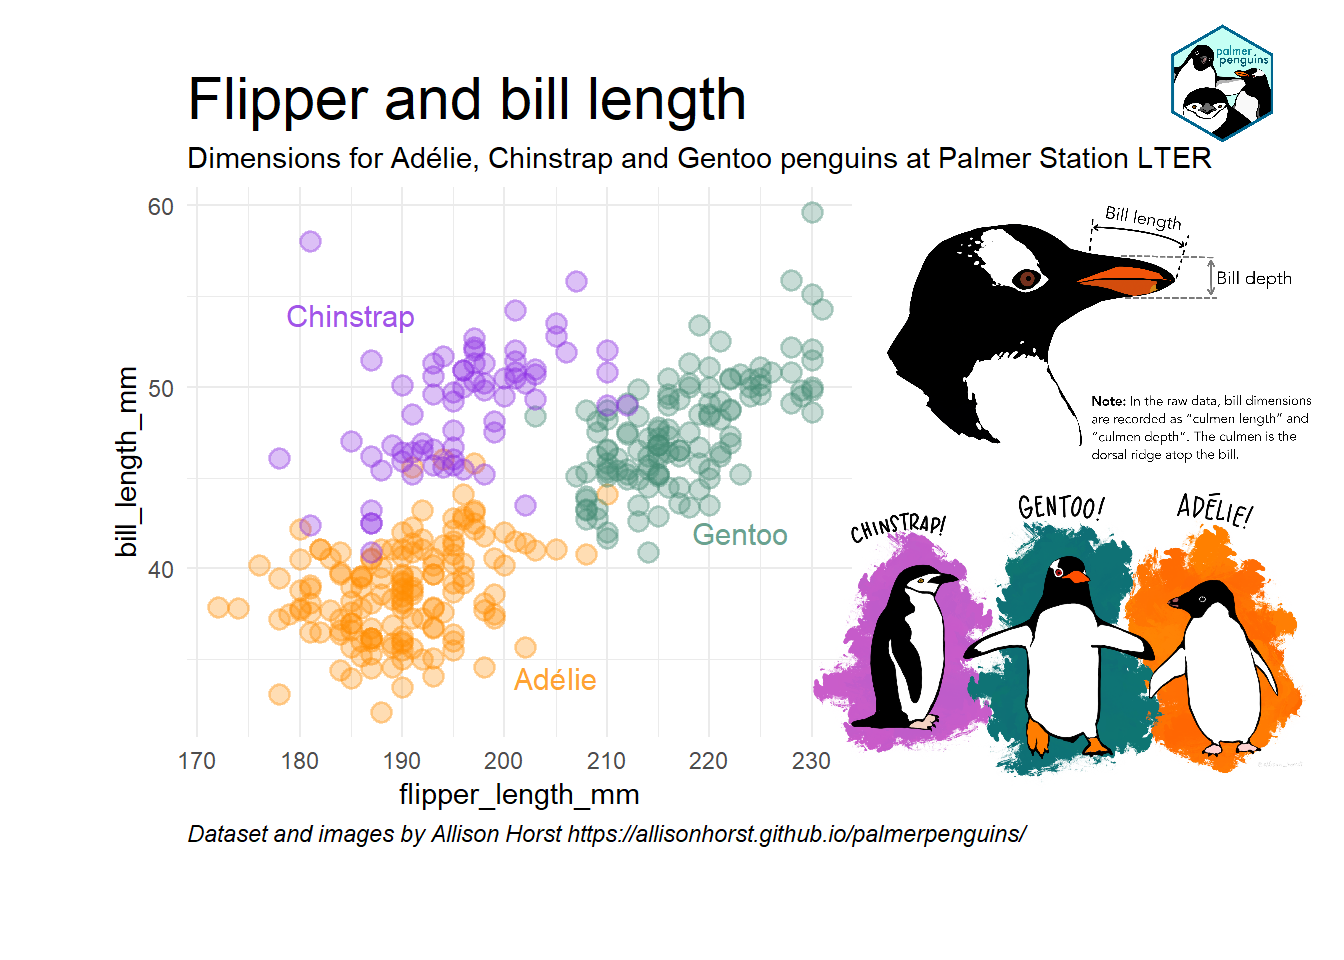 palmer
penguins
Flipper and bill length
Dimensions for Adélie, Chinstrap and Gentoo penguins at Palmer Station LTER
60
50
40
bill_length_mm
Chinstrap
Gentoo
Adélie
170 180 190 200 210 220 230
flipper_length_mm
Bill length
Bill depth
Note: In the raw data, bill dimensions
are recorded as “culmen length” and
“culmen depth”. The culmen is the
dorsal ridge atop the bill.
CHINSTRAP! GENTOO! ADÉLIE!
Dataset and images by Allison Horst https://allisonhorst.github.io/palmerpenguins/